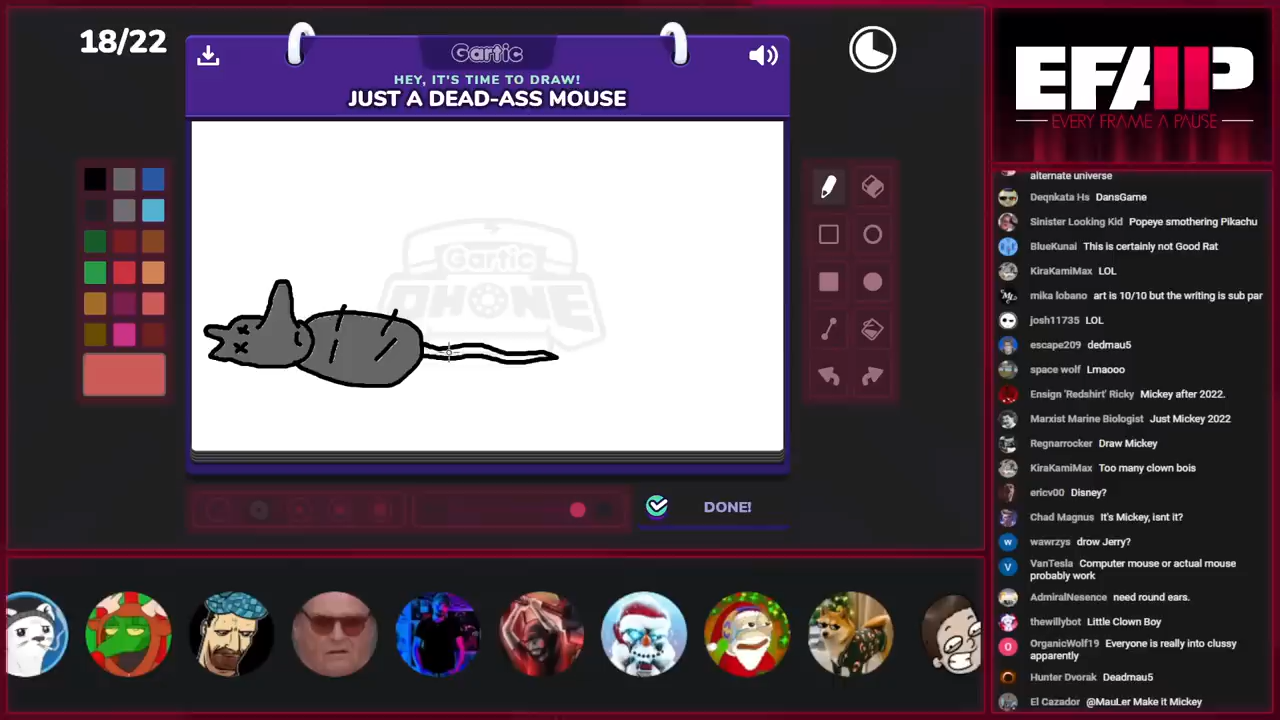 18/22
Gartic
HEY, IT'S TIME TO DRAW!
JUST A DEAD-ASS MOUSE
Gartic
PHONE
DONE!
EFAP
EVERY FRAME A PAUSE
alternate universe
Deqnkata Hs DansGame
Sinister Looking Kid Popeye smothering Pikachu
BlueKunai This is certainly not Good Rat
KiraKamiMax LOL
mika lobano art is 10/10 but the writing is sub par
josh11735 LOL
escape209 dedmau5
space wolf Lmaooo
Ensign 'Redshirt' Ricky Mickey after 2022.
Marxist Marine Biologist Just Mickey 2022
Regnarrocker Draw Mickey
KiraKamiMax Too many clown bois
ericv00 Disney?
Chad Magnus It's Mickey, isnt it?
wawrzys drow Jerry?
VanTesla Computer mouse or actual mouse
probably work
AdmiralNesence need round ears.
thewillybot Little Clown Boy
OrganicWolf19 Everyone is really into clussy
apparently
Hunter Dvorak Deadmau5
El Cazador @MauLer Make it Mickey